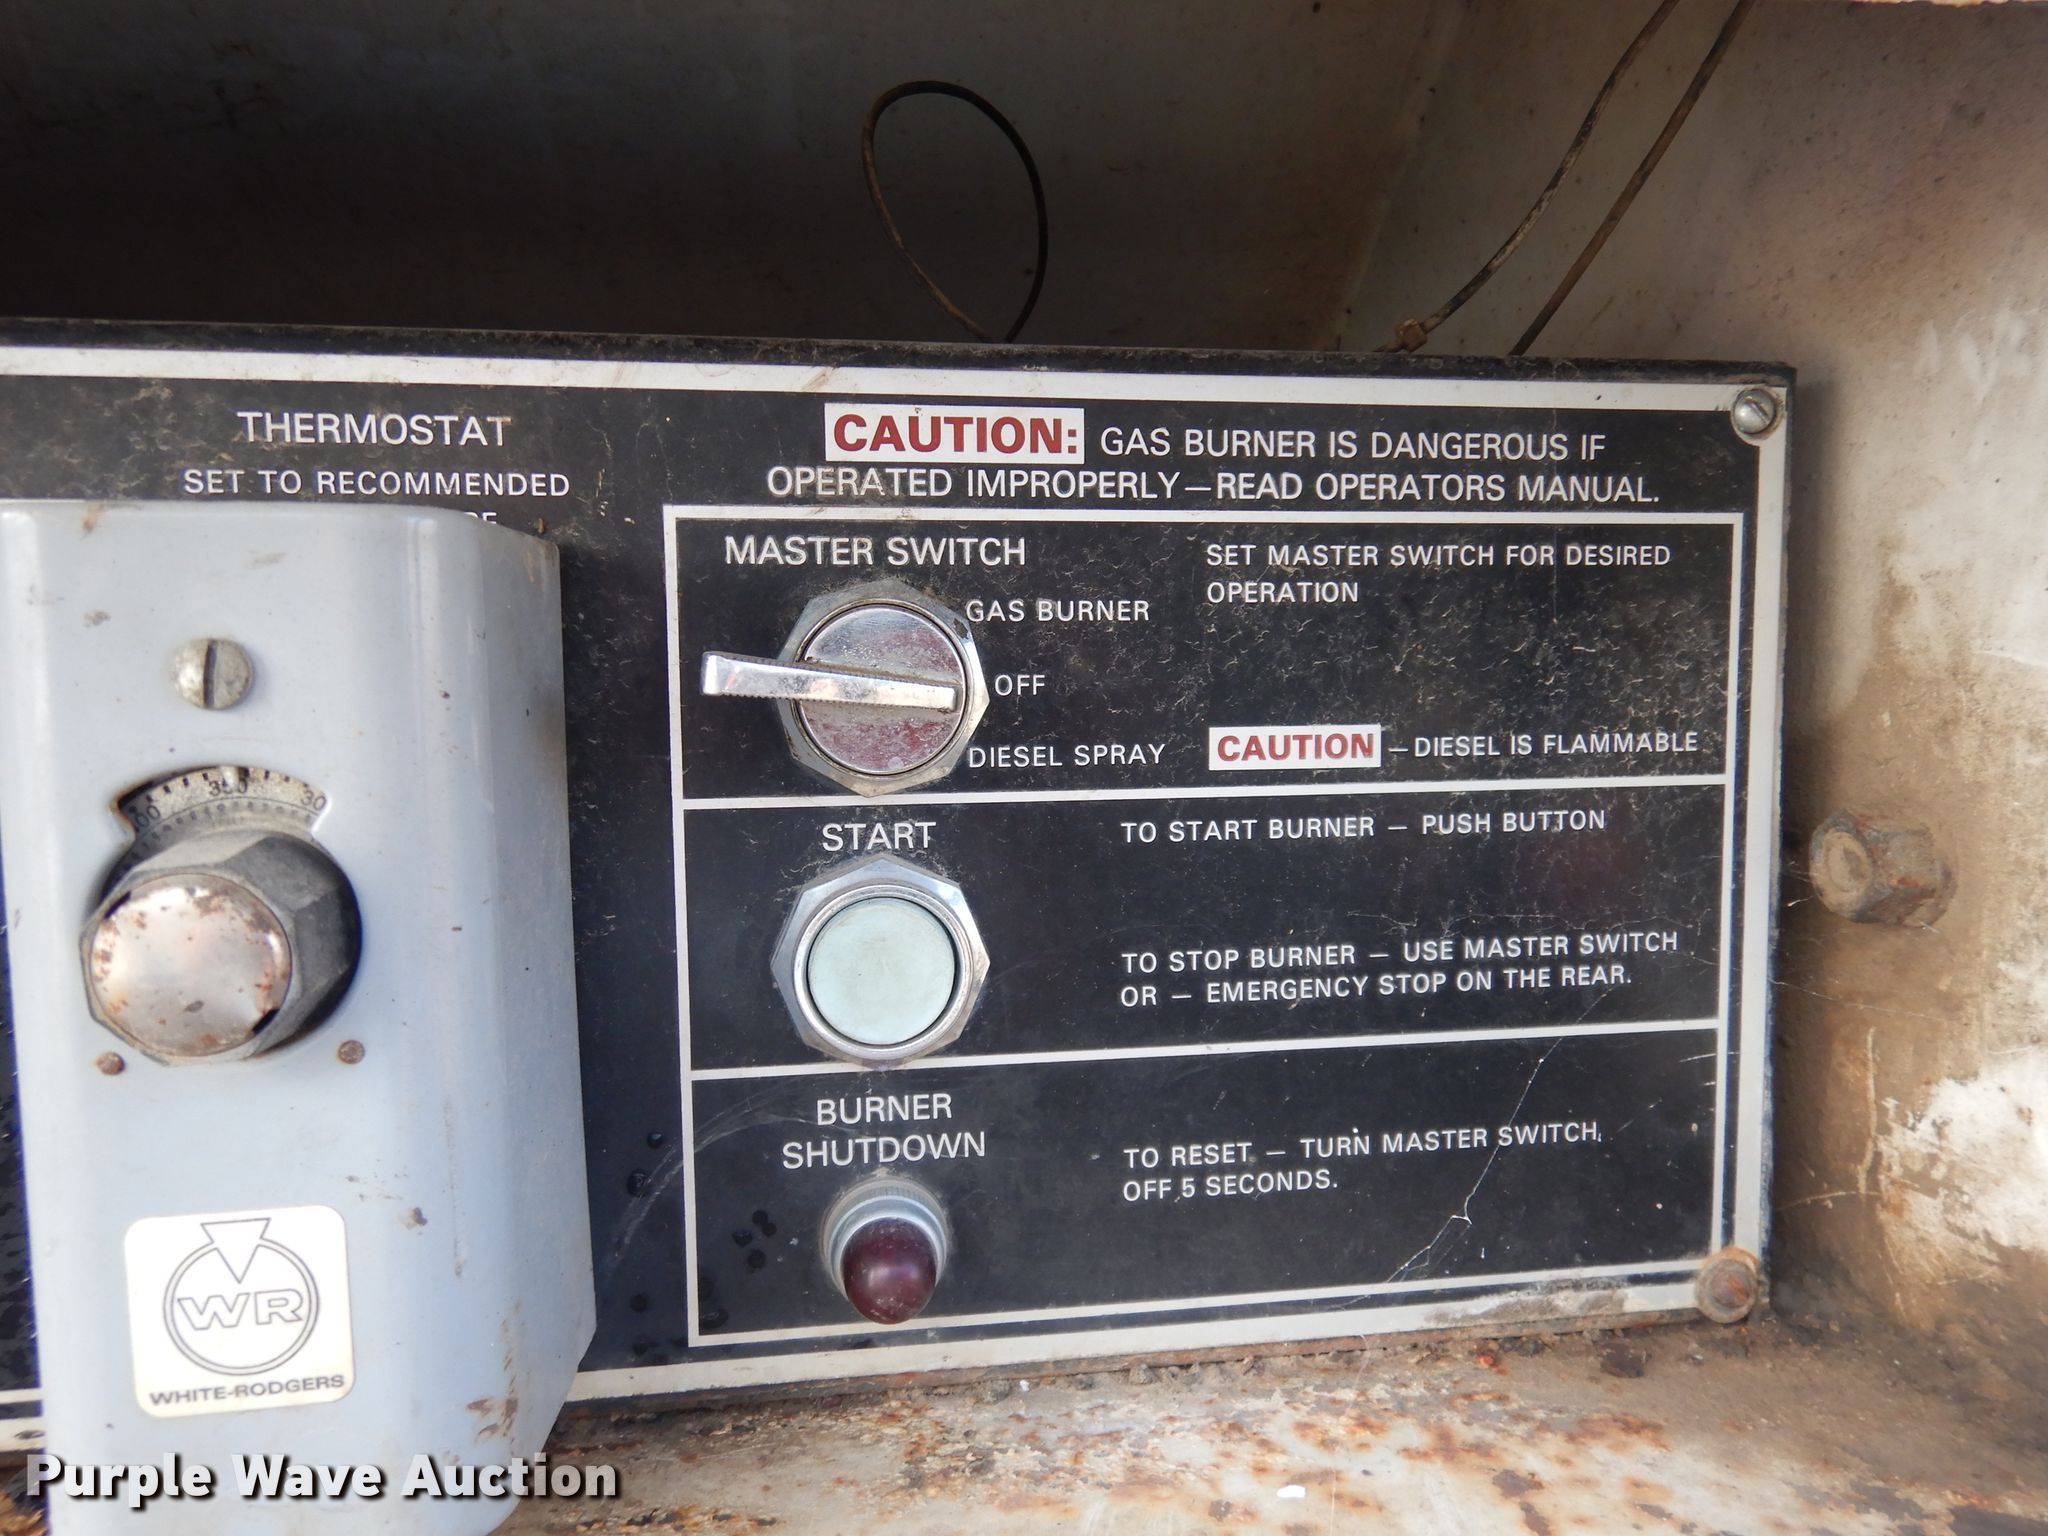 THERMOSTAT
SET TO RECOMMENDED
CAUTION: GAS BURNER IS DANGEROUS IF
OPERATED IMPROPERLY—READ OPERATORS MANUAL.
MASTER SWITCH
GAS BURNER
OFF
DIESEL SPRAY
SET MASTER SWITCH FOR DESIRED
OPERATION
CAUTION — DIESEL IS FLAMMABLE
START
TO START BURNER — PUSH BUTTON
TO STOP BURNER — USE MASTER SWITCH
OR — EMERGENCY STOP ON THE REAR.
BURNER
SHUTDOWN
TO RESET — TURN MASTER SWITCH
OFF 5 SECONDS.
WR
WHITE-RODGERS
Purple Wave Auction